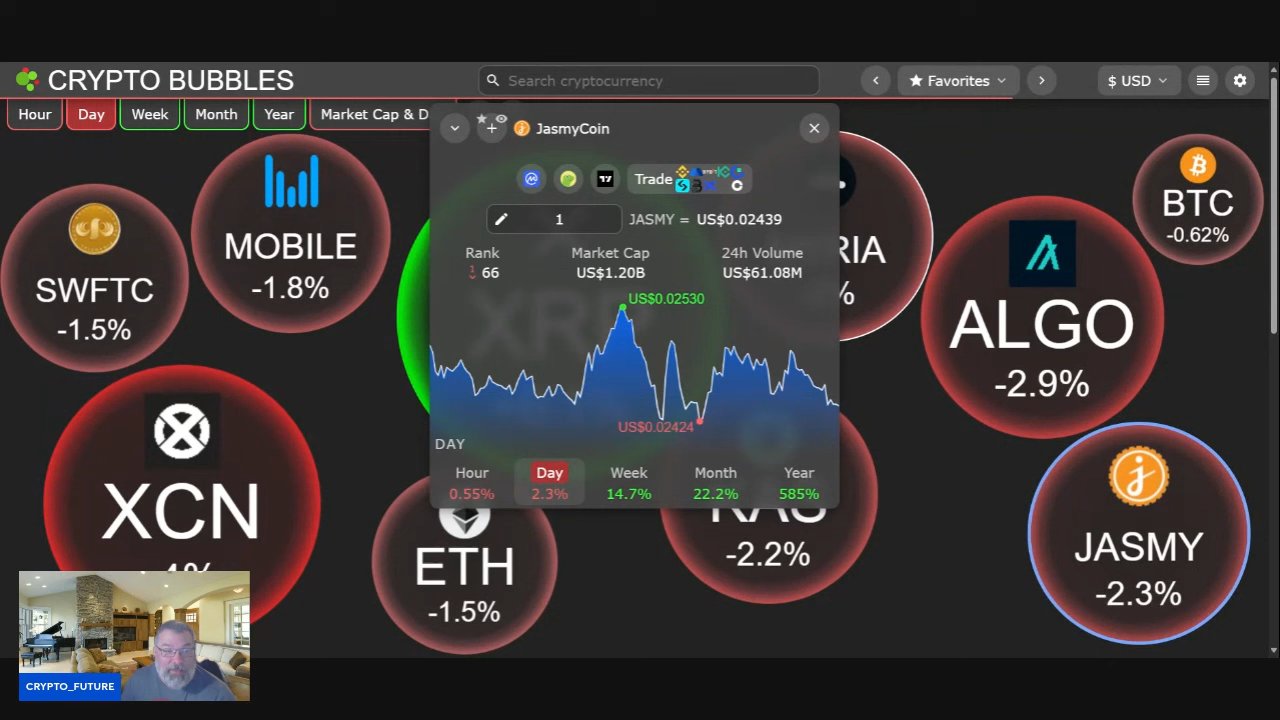 CRYPTO BUBBLES
Search cryptocurrency
Favorites
$ USD
Hour
Day
Week
Month
Year
Market Cap & D
JasmyCoin
Trade
1
JASMY = US$0.02439
Rank
Market Cap
24h Volume
1
66
US$1.20B
US$61.08M
US$0.02530
US$0.02424
DAY
Hour
Day
Week
Month
Year
0.55%
2.3%
14.7%
22.2%
585%
SWFTC
-1.5%
MOBILE
-1.8%
XRP
RIA
%
ALGO
-2.9%
BTC
-0.62%
XCN
ETH
-1.5%
KAS
-2.2%
JASMY
-2.3%
CRYPTO_FUTURE